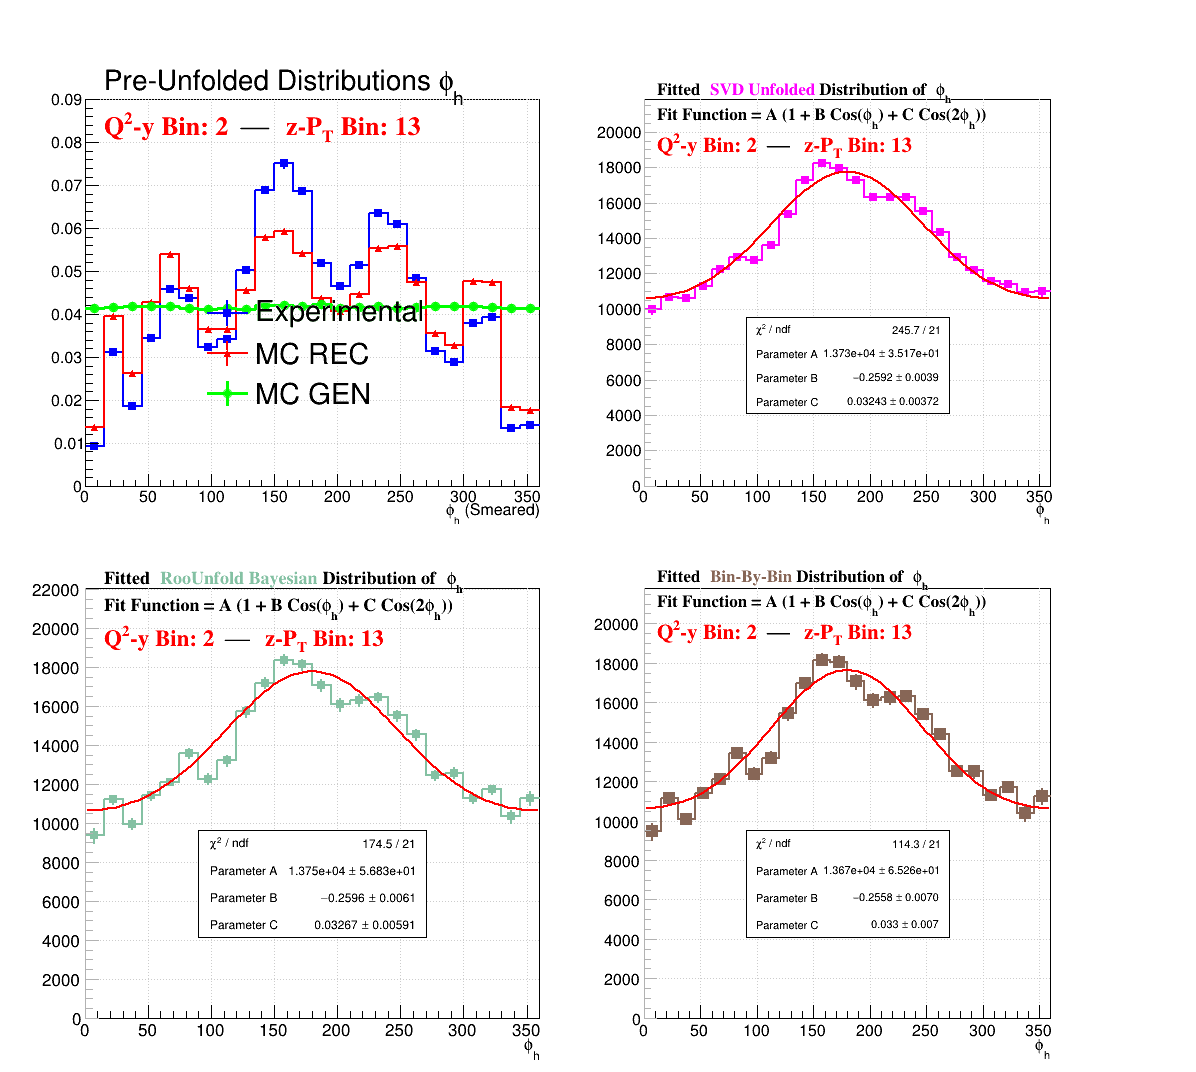 Pre-Unfolded Distributions ϕh
Q²-y Bin: 2 — z-PT Bin: 13
0.09
0.08
0.07
0.06
0.05
0.04
0.03
0.02
0.01
0
Experimental
MC REC
MC GEN
0 50 100 150 200 250 300 350
ϕh (Smeared)
Fitted SVD Unfolded Distribution of ϕh
Fit Function = A (1 + B Cos(ϕh) + C Cos(2ϕh))
Q²-y Bin: 2 — z-PT Bin: 13
20000
18000
16000
14000
12000
10000
8000
6000
4000
2000
0
χ² / ndf 245.7 / 21
Parameter A 1.373e+04 ± 3.517e+01
Parameter B −0.2592 ± 0.0039
Parameter C 0.03243 ± 0.00372
0 50 100 150 200 250 300 350
ϕh
Fitted RooUnfold Bayesian Distribution of ϕh
Fit Function = A (1 + B Cos(ϕh) + C Cos(2ϕh))
Q²-y Bin: 2 — z-PT Bin: 13
22000
20000
18000
16000
14000
12000
10000
8000
6000
4000
2000
0
χ² / ndf 174.5 / 21
Parameter A 1.375e+04 ± 5.683e+01
Parameter B −0.2596 ± 0.0061
Parameter C 0.03267 ± 0.00591
0 50 100 150 200 250 300 350
ϕh
Fitted Bin-By-Bin Distribution of ϕh
Fit Function = A (1 + B Cos(ϕh) + C Cos(2ϕh))
Q²-y Bin: 2 — z-PT Bin: 13
20000
18000
16000
14000
12000
10000
8000
6000
4000
2000
0
χ² / ndf 114.3 / 21
Parameter A 1.367e+04 ± 6.526e+01
Parameter B −0.2558 ± 0.0070
Parameter C 0.033 ± 0.007
0 50 100 150 200 250 300 350
ϕh